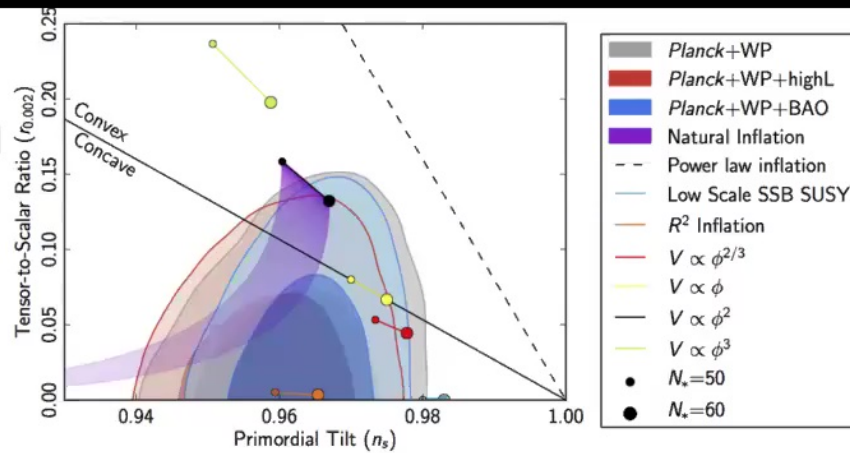 0.25
0.20
0.15
0.10
0.05
0.00
Tensor-to-Scalar Ratio (r₀.₀₀₂)
Convex
Concave
0.94
0.96
0.98
1.00
Primordial Tilt (nₛ)
Planck+WP
Planck+WP+highL
Planck+WP+BAO
Natural Inflation
Power law inflation
Low Scale SSB SUSY
R² Inflation
V ∝ ϕ²ᐟ³
V ∝ ϕ
V ∝ ϕ²
V ∝ ϕ³
N*=50
N*=60